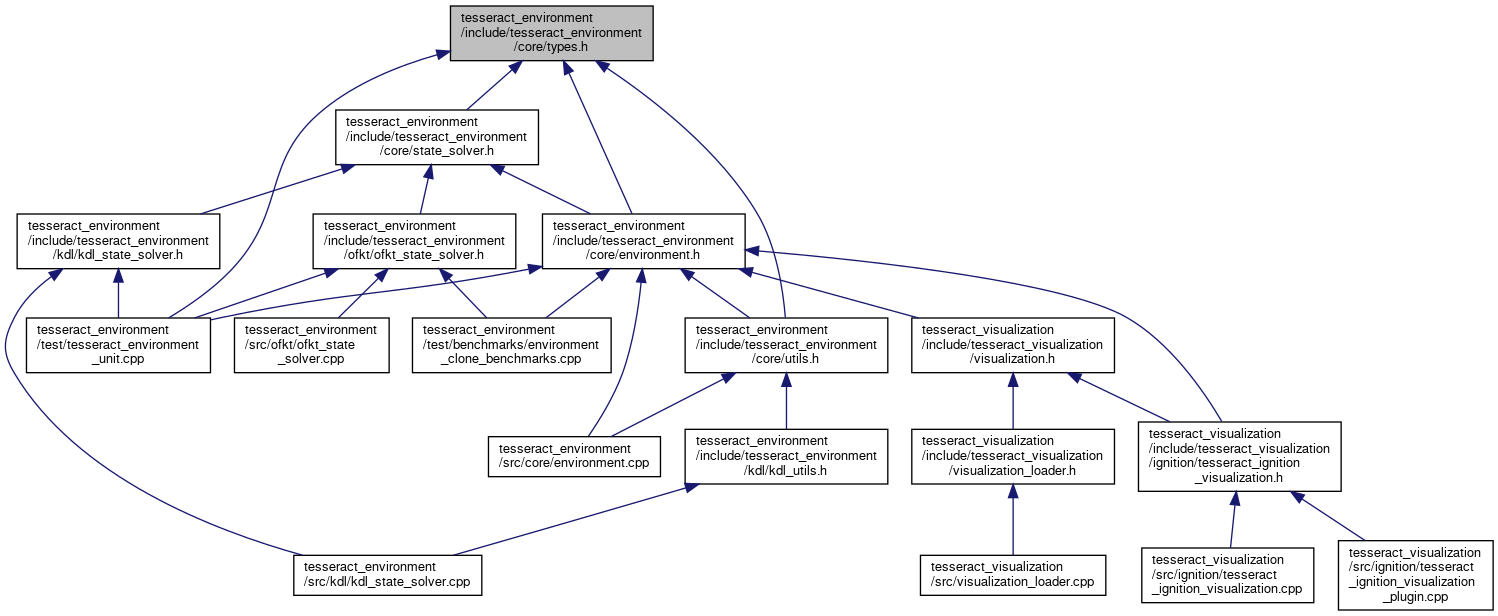 tesseract_environment
/include/tesseract_environment
/core/types.h
tesseract_environment
/include/tesseract_environment
/core/state_solver.h
tesseract_environment
/include/tesseract_environment
/kdl/kdl_state_solver.h
tesseract_environment
/include/tesseract_environment
/ofkt/ofkt_state_solver.h
tesseract_environment
/include/tesseract_environment
/core/environment.h
tesseract_environment
/test/tesseract_environment
_unit.cpp
tesseract_environment
/src/ofkt/ofkt_state
_solver.cpp
tesseract_environment
/test/benchmarks/environment
_clone_benchmarks.cpp
tesseract_environment
/include/tesseract_environment
/core/utils.h
tesseract_visualization
/include/tesseract_visualization
/visualization.h
tesseract_environment
/src/core/environment.cpp
tesseract_environment
/include/tesseract_environment
/kdl/kdl_utils.h
tesseract_visualization
/include/tesseract_visualization
/visualization_loader.h
tesseract_visualization
/include/tesseract_visualization
/ignition/tesseract_ignition
_visualization.h
tesseract_environment
/src/kdl/kdl_state_solver.cpp
tesseract_visualization
/src/visualization_loader.cpp
tesseract_visualization
/src/ignition/tesseract
_ignition_visualization.cpp
tesseract_visualization
/src/ignition/tesseract
_ignition_visualization
_plugin.cpp